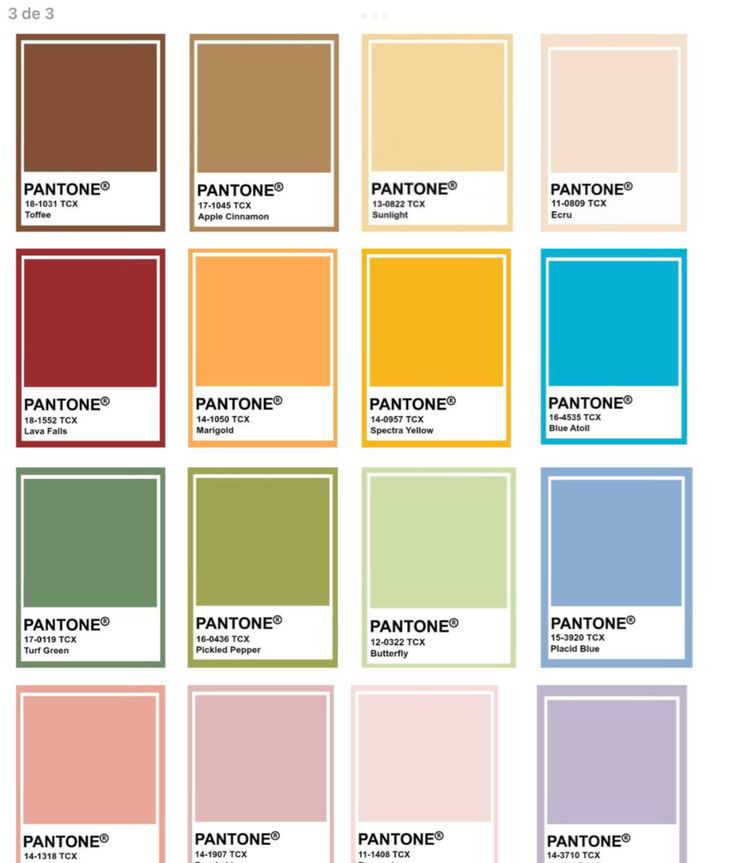 3 de 3
PANTONE®
18-1031 TCX
Toffee
PANTONE®
17-1045 TCX
Apple Cinnamon
PANTONE®
13-0822 TCX
Sunlight
PANTONE®
11-0809 TCX
Ecru
PANTONE®
18-1552 TCX
Lava Falls
PANTONE®
14-1050 TCX
Marigold
PANTONE®
14-0957 TCX
Spectra Yellow
PANTONE®
16-4535 TCX
Blue Atoll
PANTONE®
17-0119 TCX
Turf Green
PANTONE®
16-0436 TCX
Pickled Pepper
PANTONE®
12-0322 TCX
Butterfly
PANTONE®
15-3920 TCX
Placid Blue
PANTONE®
14-1318 TCX
PANTONE®
14-1907 TCX
PANTONE®
11-1408 TCX
PANTONE®
14-3710 TCX